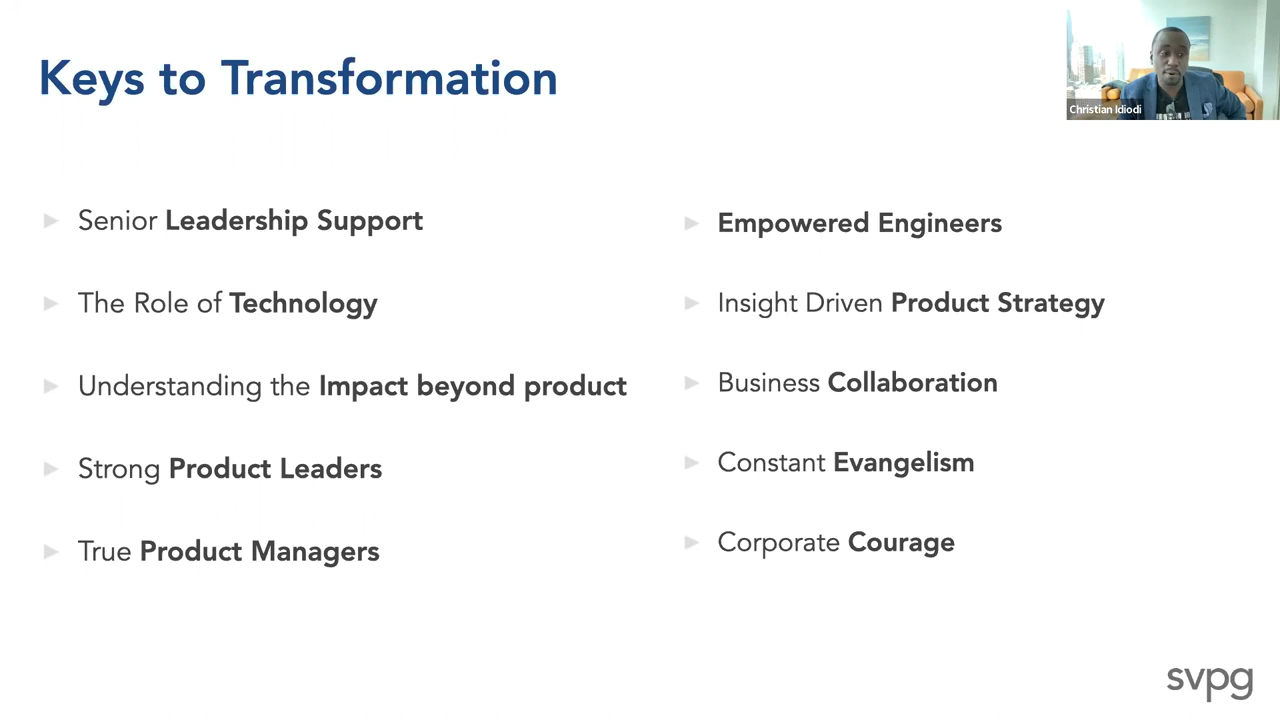 Keys to Transformation
Christian Idiodi
Senior Leadership Support
The Role of Technology
Understanding the Impact beyond product
Strong Product Leaders
True Product Managers
Empowered Engineers
Insight Driven Product Strategy
Business Collaboration
Constant Evangelism
Corporate Courage
svpg